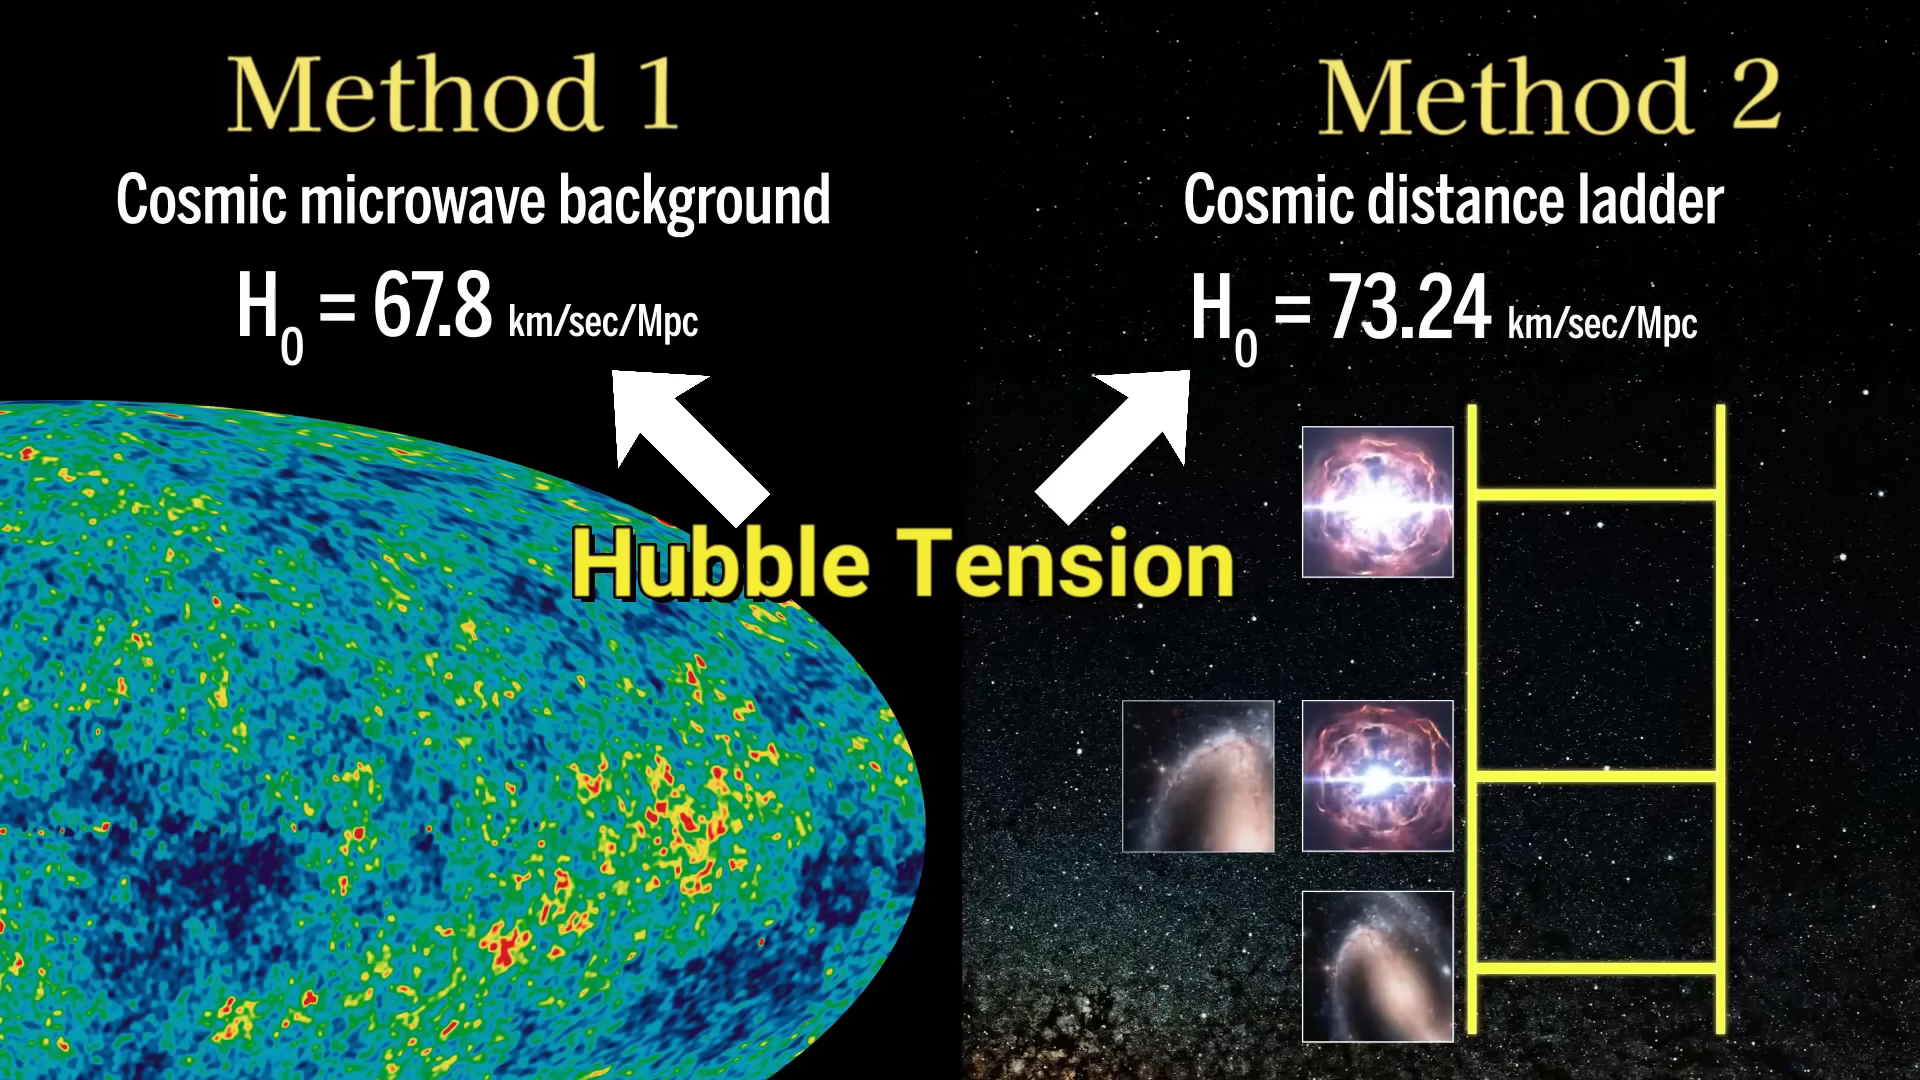 Method 1
Cosmic microwave background
H₀ = 67.8 km/sec/Mpc
Method 2
Cosmic distance ladder
H₀ = 73.24 km/sec/Mpc
Hubble Tension